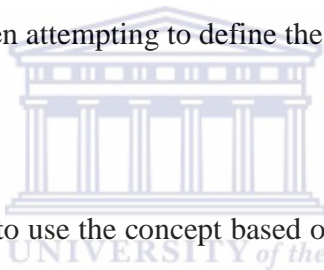 en attempting to define the
to use the concept based o
UNIVERSITY of the